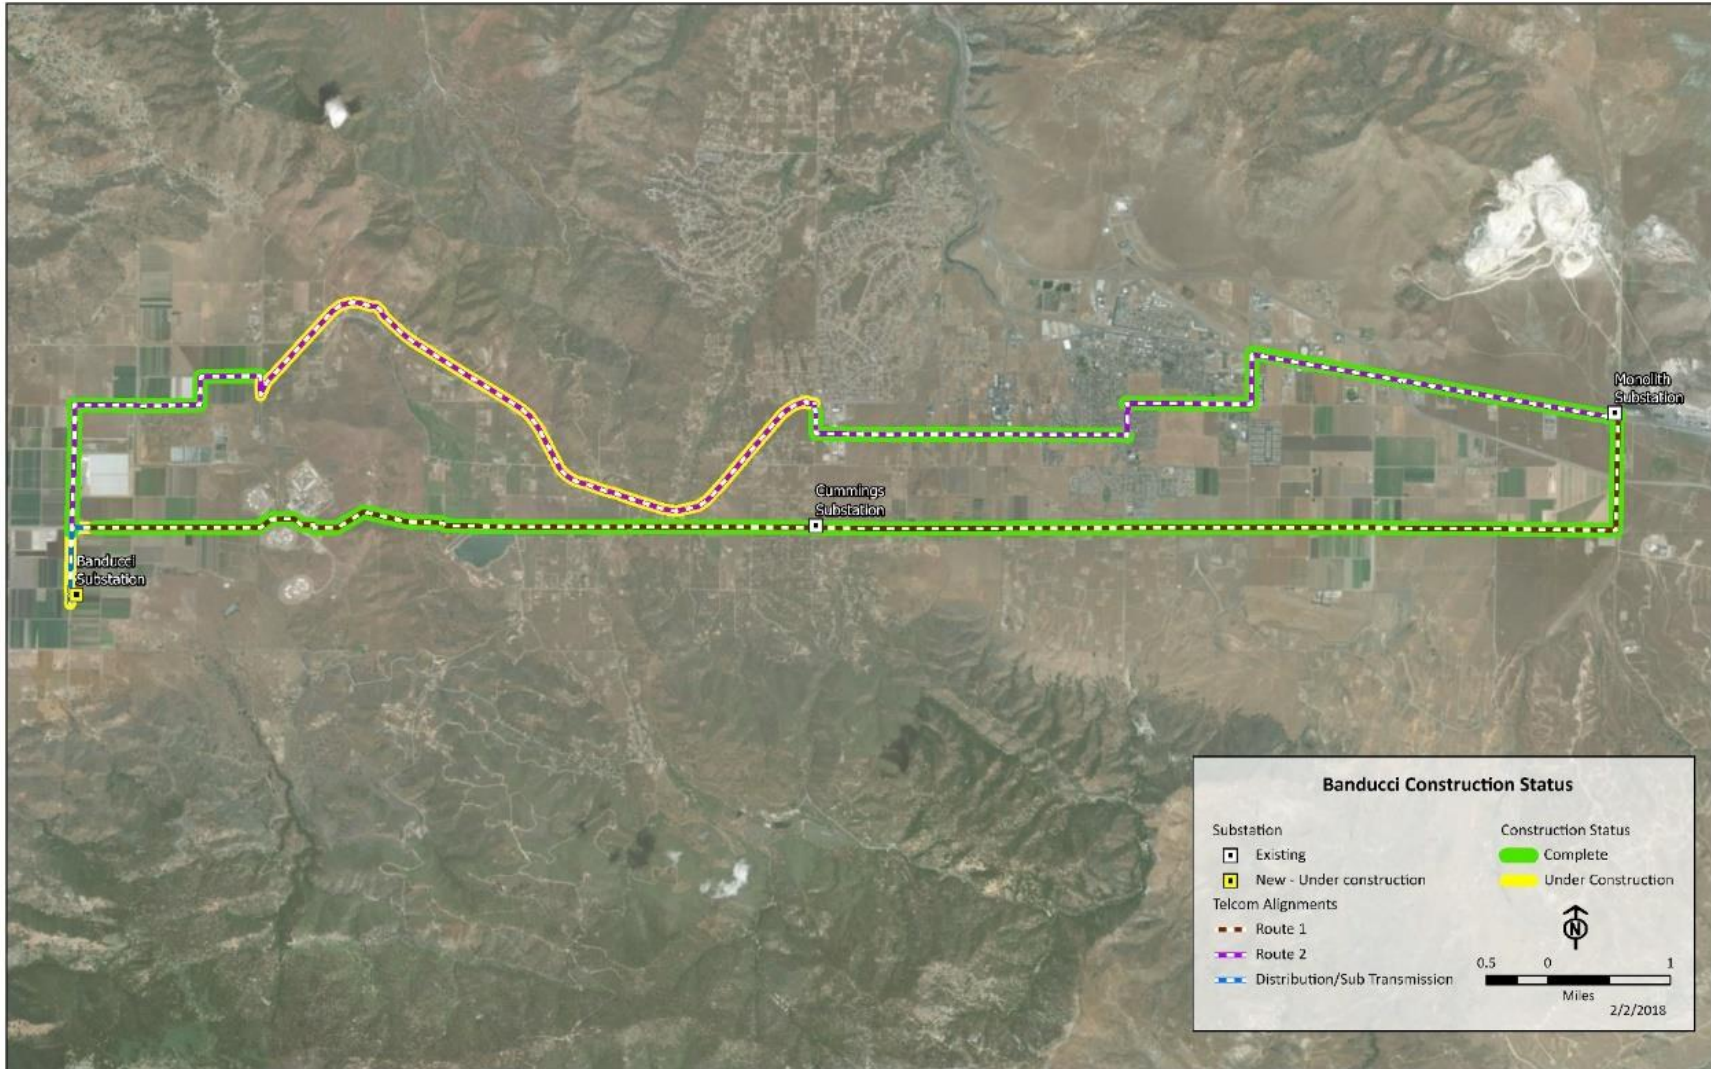 Monolith
Substation
Cummings
Substation
Banducci
Substation
Banducci Construction Status
Substation
Existing
New - Under construction
Telcom Alignments
Route 1
Route 2
Distribution/Sub Transmission
Construction Status
Complete
Under Construction
N
0.5 0 1
Miles
2/2/2018